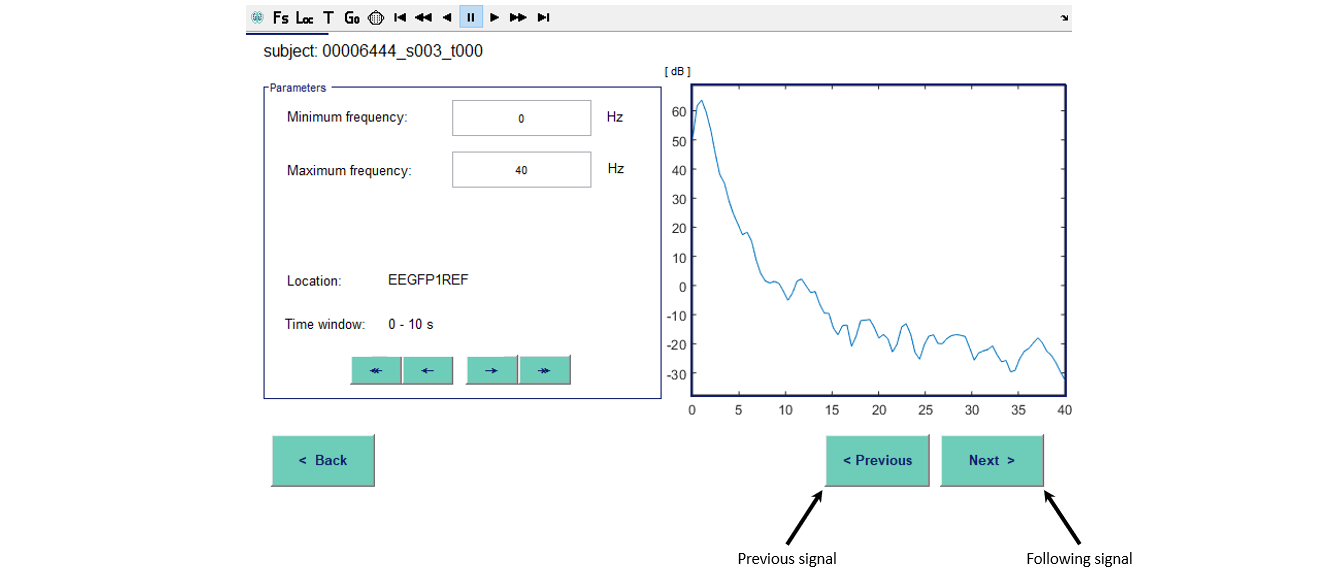 Fs Loc T Go
subject: 00006444_s003_t000
Parameters
Minimum frequency: 0 Hz
Maximum frequency: 40 Hz
Location: EEGFP1REF
Time window: 0 - 10 s
[ dB ]
60
50
40
30
20
10
0
-10
-20
-30
0 5 10 15 20 25 30 35 40
< Back
< Previous
Next >
Previous signal
Following signal